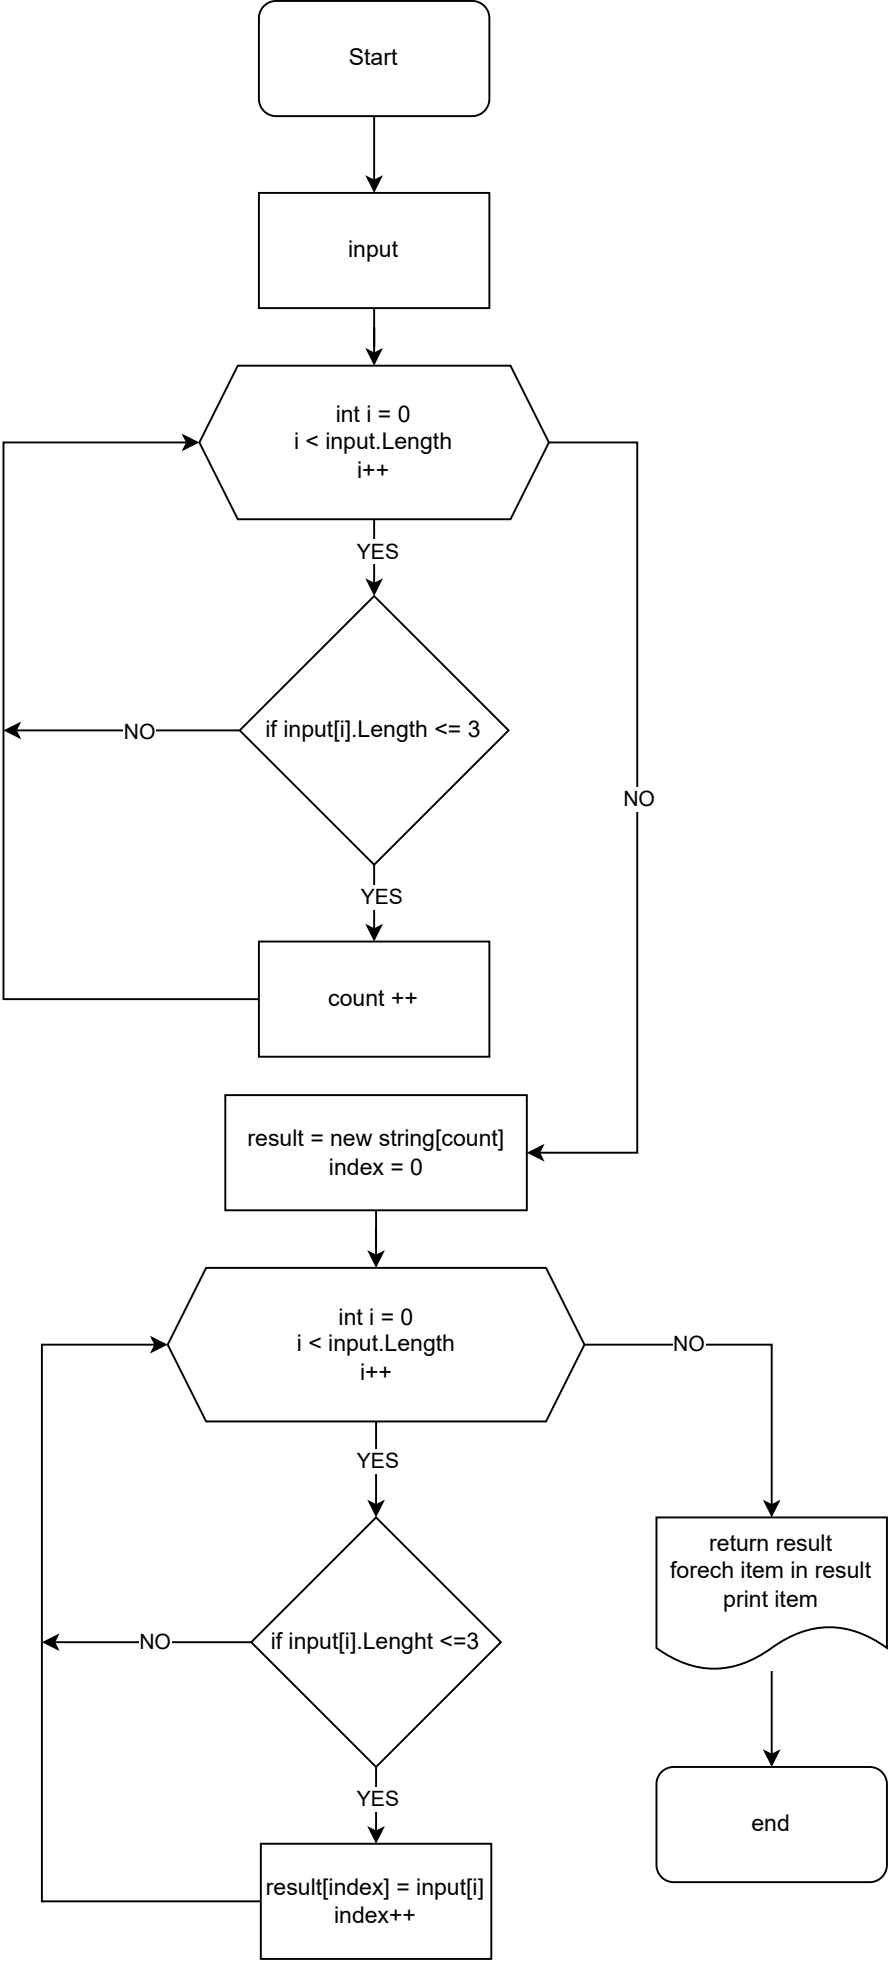 Start
input
int i = 0
i < input.Length
i++
YES
if input[i].Length <= 3
NO
NO
YES
count ++
result = new string[count]
index = 0
int i = 0
i < input.Length
i++
NO
YES
return result
forech item in result
print item
if input[i].Lenght <=3
NO
YES
end
result[index] = input[i]
index++